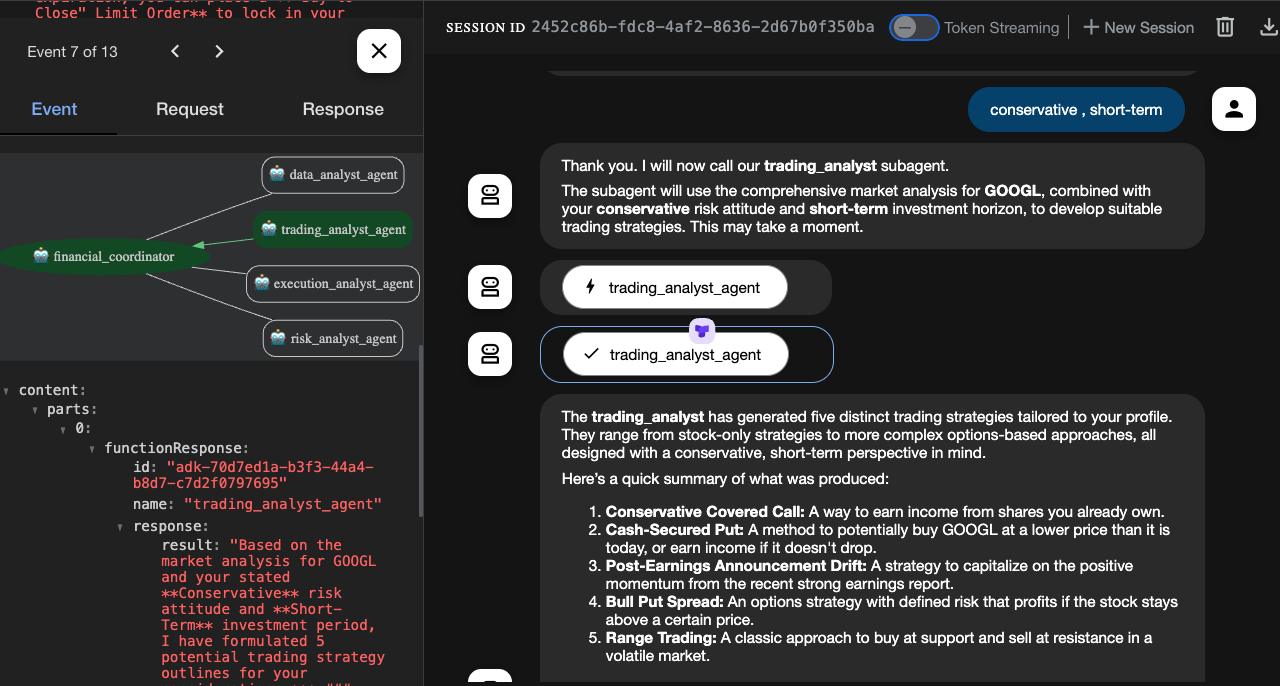 Close" Limit Order** to lock in your
Event 7 of 13
Event
Request
Response
data_analyst_agent
trading_analyst_agent
financial_coordinator
execution_analyst_agent
risk_analyst_agent
content:
parts:
0:
functionResponse:
id: "adk-70d7ed1a-b3f3-44a4-
b8d7-c7d2f0797695"
name: "trading_analyst_agent"
response:
result: "Based on the
market analysis for GOOGL
and your stated
**Conservative** risk
attitude and **Short-
Term** investment period,
I have formulated 5
potential trading strategy
outlines for your
SESSION ID 2452c86b-fdc8-4af2-8636-2d67b0f350ba
Token Streaming
New Session
conservative , short-term
Thank you. I will now call our trading_analyst subagent.
The subagent will use the comprehensive market analysis for GOOGL, combined with
your conservative risk attitude and short-term investment horizon, to develop suitable
trading strategies. This may take a moment.
trading_analyst_agent
trading_analyst_agent
The trading_analyst has generated five distinct trading strategies tailored to your profile.
They range from stock-only strategies to more complex options-based approaches, all
designed with a conservative, short-term perspective in mind.
Here's a quick summary of what was produced:
1. Conservative Covered Call: A way to earn income from shares you already own.
2. Cash-Secured Put: A method to potentially buy GOOGL at a lower price than it is
today, or earn income if it doesn't drop.
3. Post-Earnings Announcement Drift: A strategy to capitalize on the positive
momentum from the recent strong earnings report.
4. Bull Put Spread: An options strategy with defined risk that profits if the stock stays
above a certain price.
5. Range Trading: A classic approach to buy at support and sell at resistance in a
volatile market.